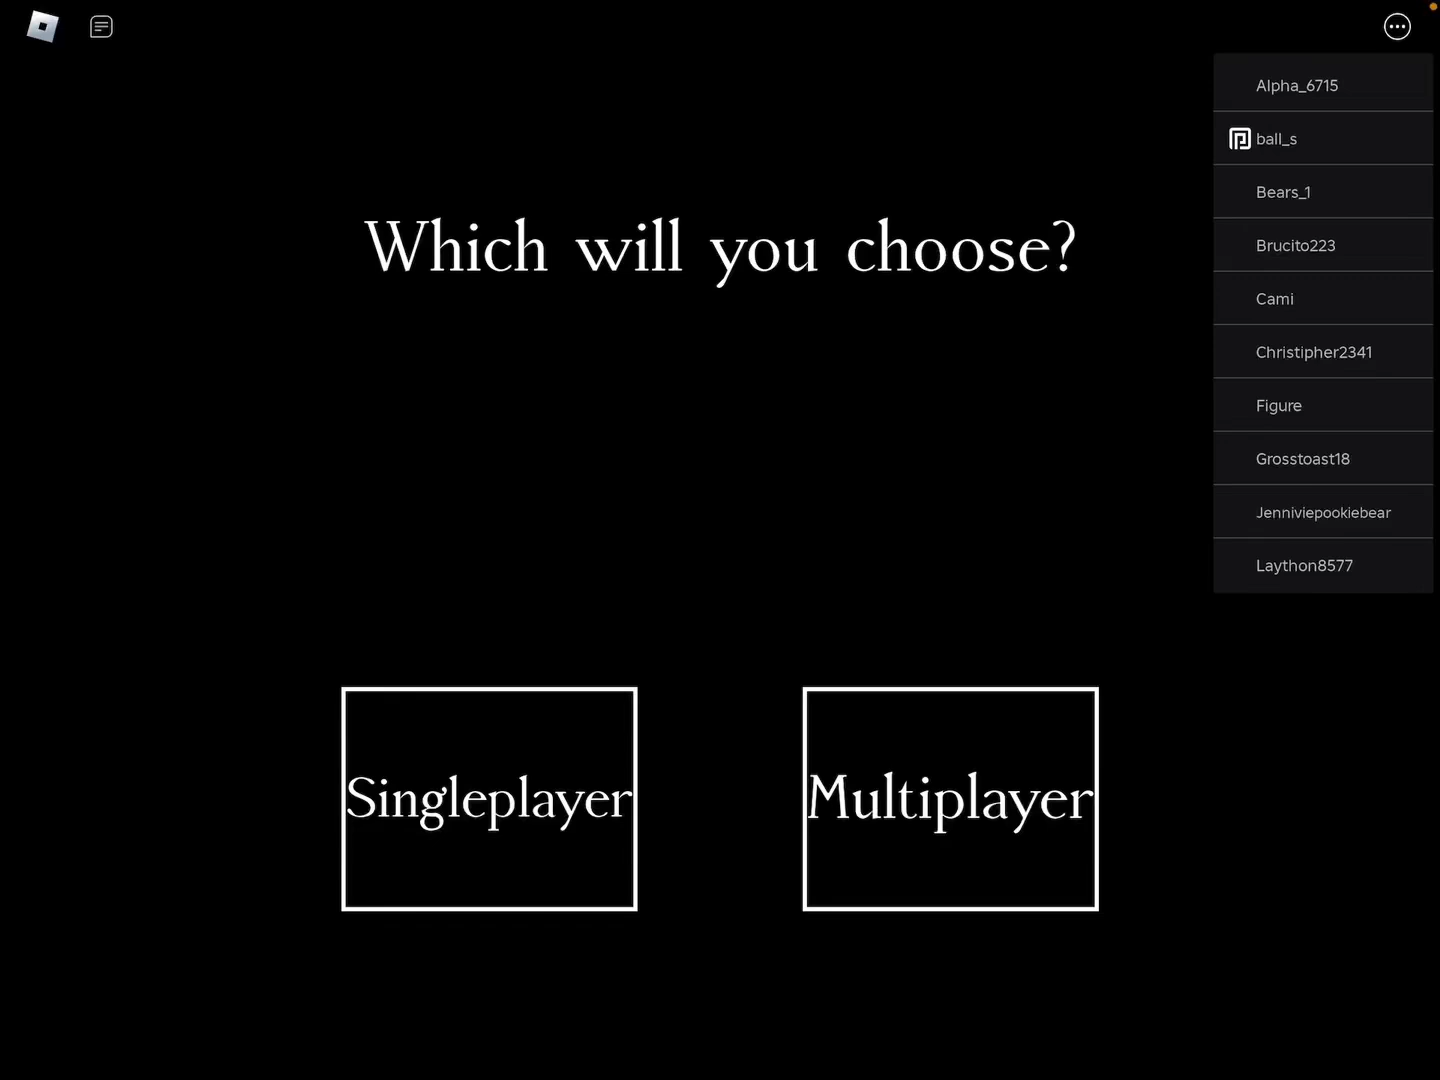 Which will you choose?
Singleplayer
Multiplayer
Alpha_6715
ball_s
Bears_1
Brucito223
Cami
Christipher2341
Figure
Grosstoast18
Jenniviepookiebear
Laython8577